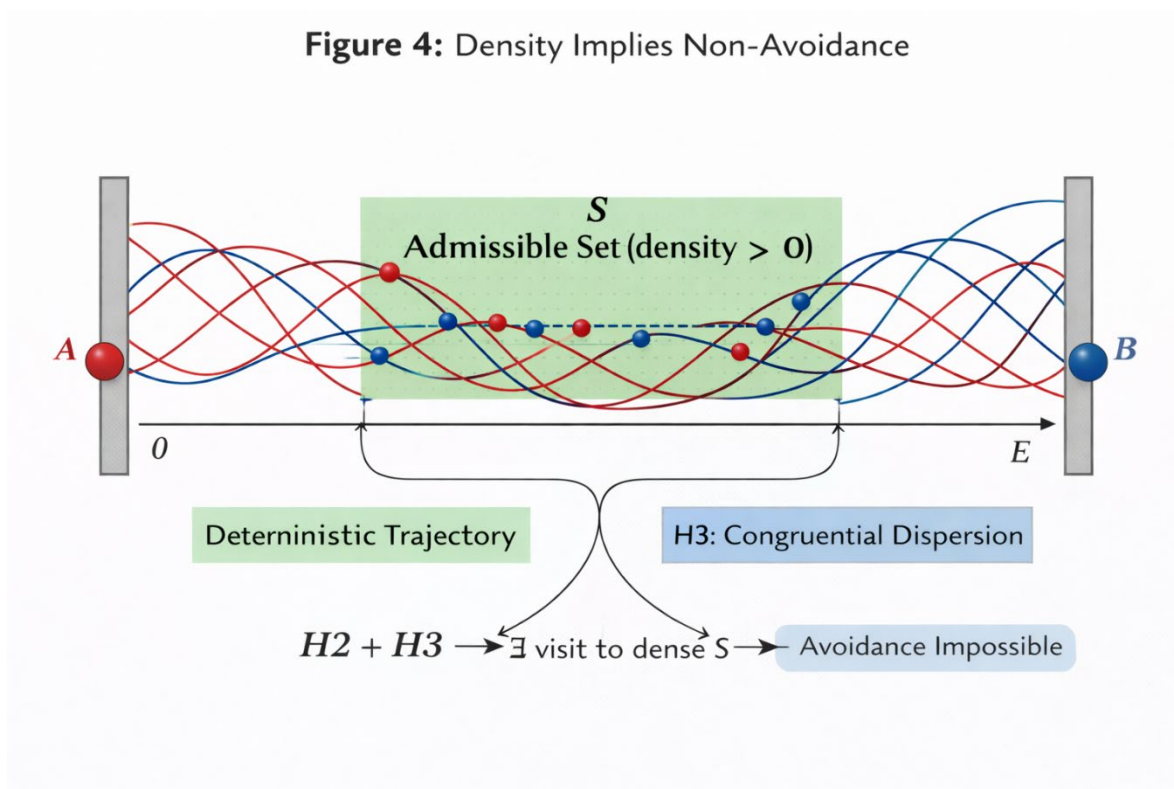 Figure 4: Density Implies Non-Avoidance
S
Admissible Set (density > 0)
A
B
0
E
Deterninistic Trajectory
H3: Congruential Dispersion
H2 + H3 → ∃ visit to dense S → Avoidance Impossible